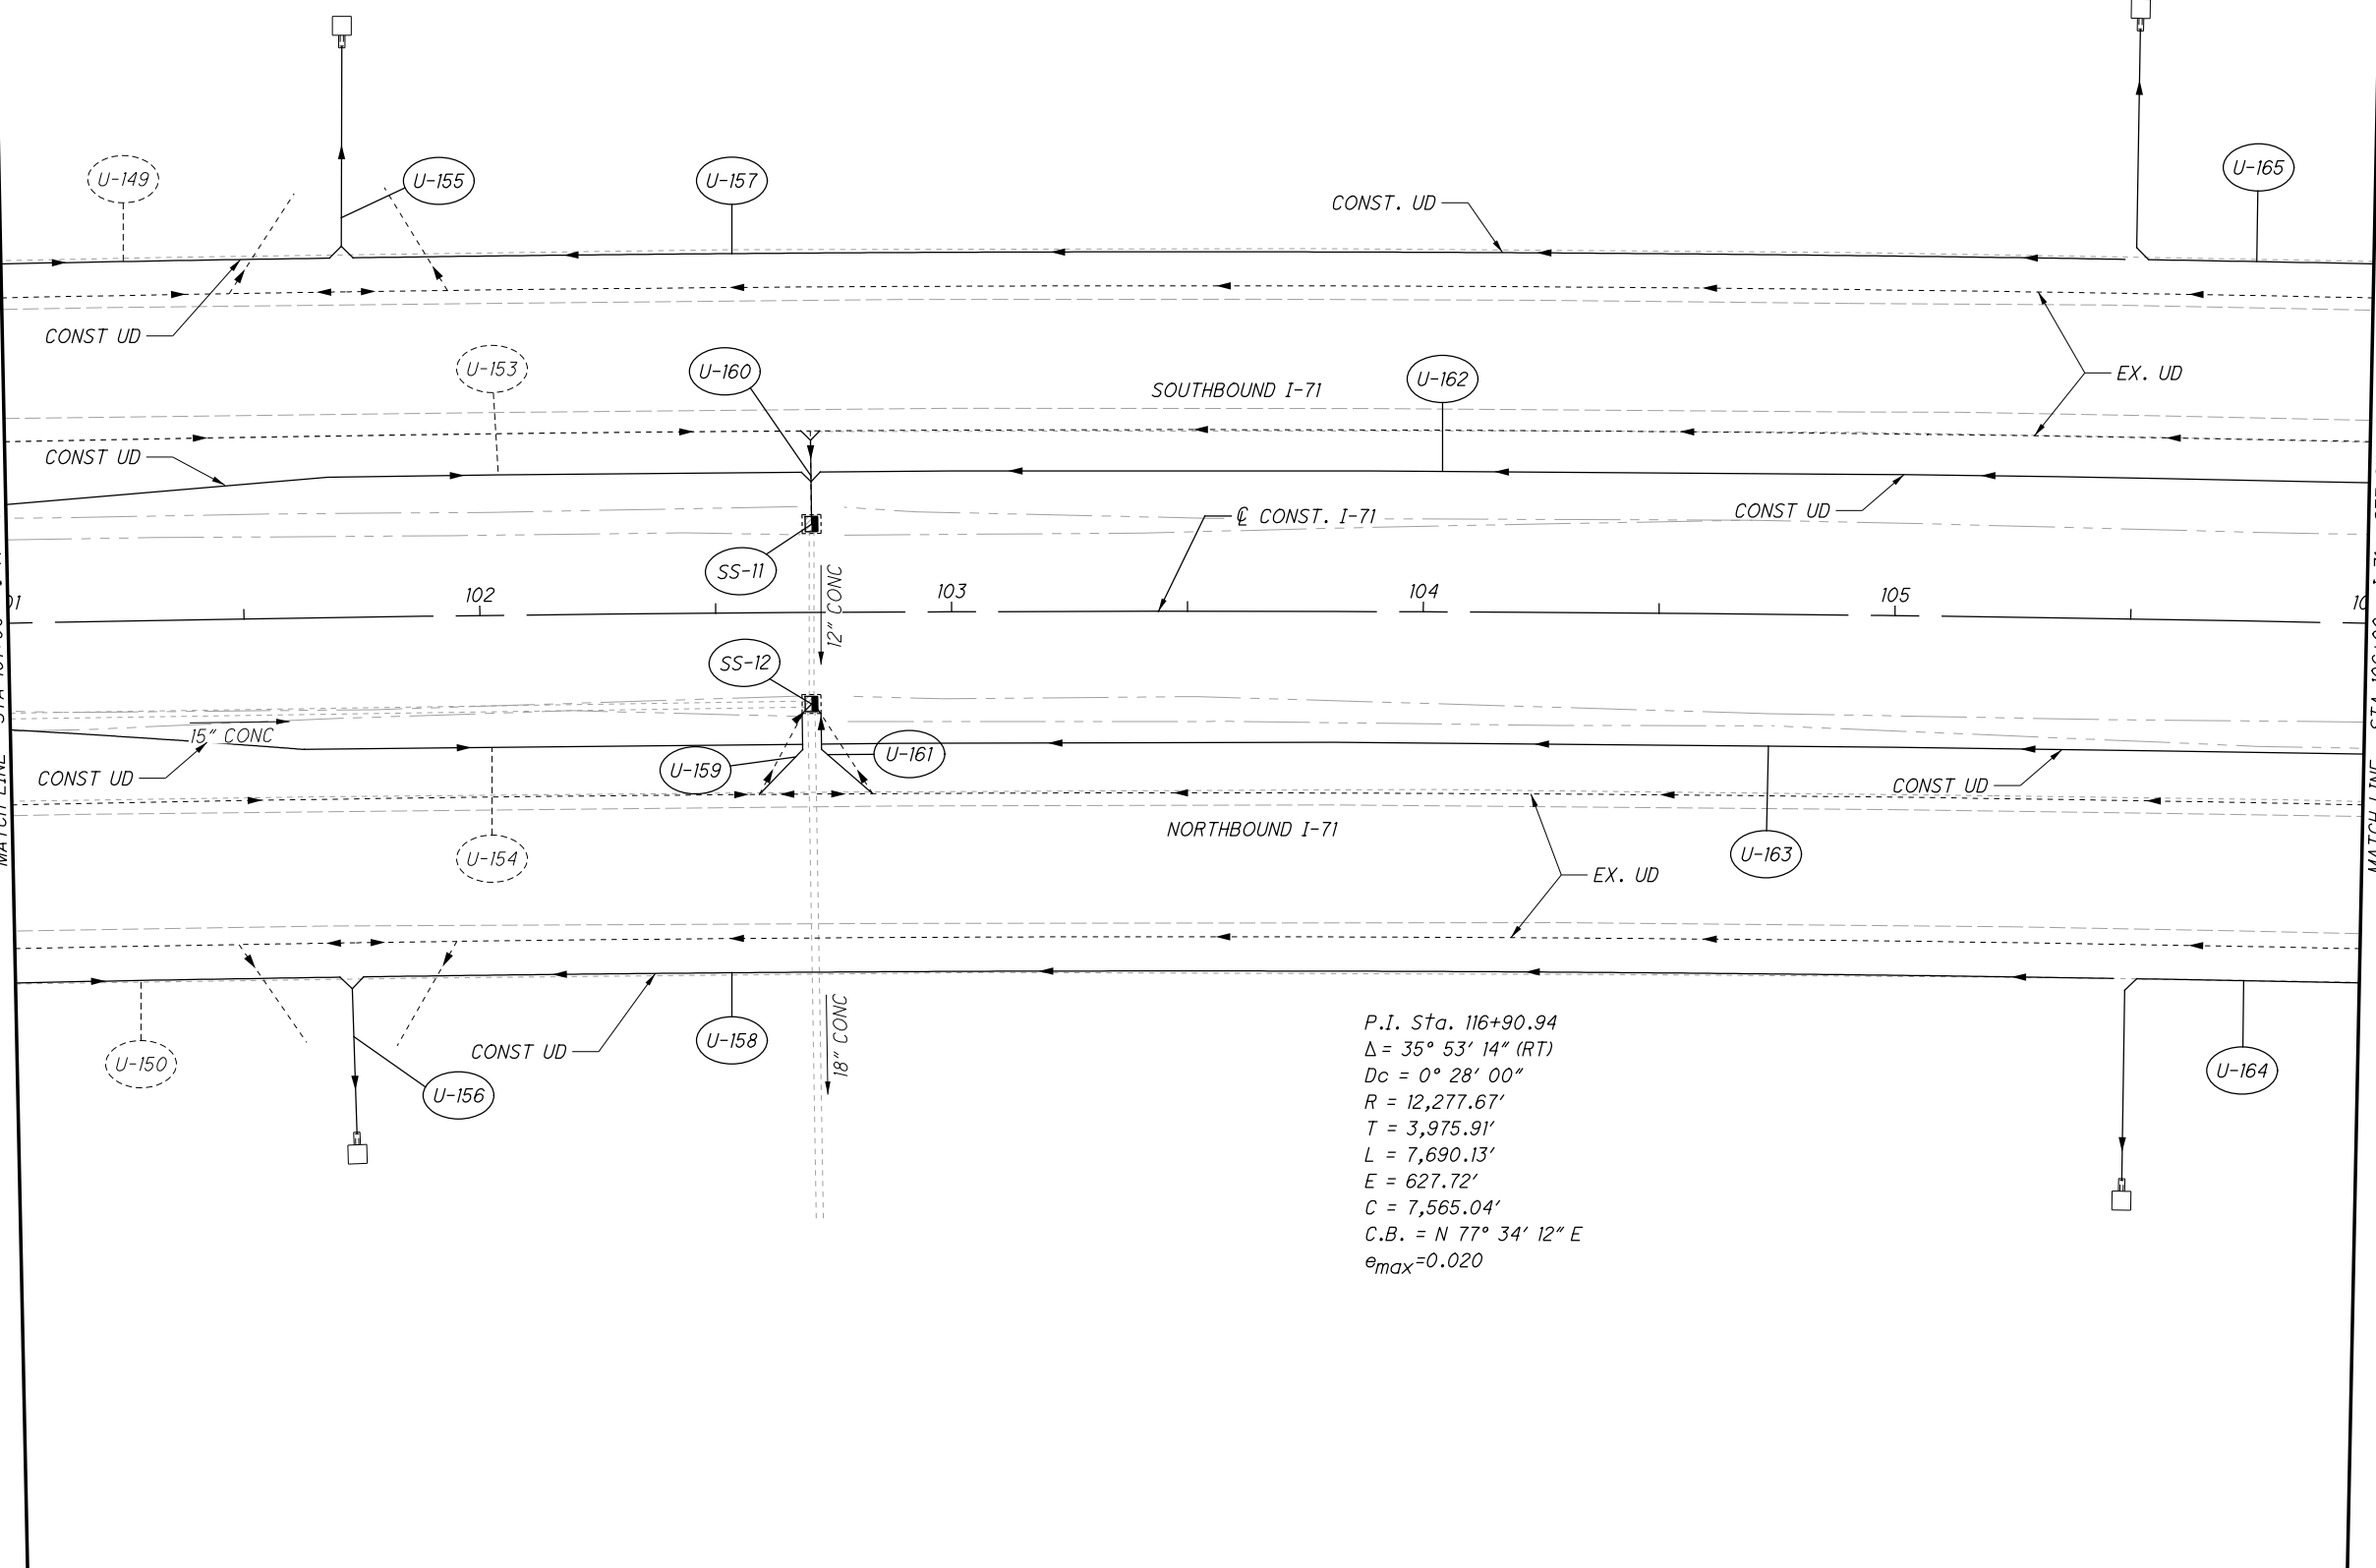 U-149
U-155
U-157
CONST. UD
U-165
CONST UD
U-153
U-160
SOUTHBOUND I-71
U-162
EX. UD
CONST UD
CONST UD
℄ CONST. I-71
SS-11
12" CONC
102
103
104
105
SS-12
15" CONC
CONST UD
U-159
U-161
CONST UD
NORTHBOUND I-71
U-154
U-163
EX. UD
U-150
CONST UD
U-158
18" CONC
U-156
U-164
P.I. Sta. 116+90.94
Δ = 35° 53' 14" (RT)
Dc = 0° 28' 00"
R = 12,277.67'
T = 3,975.91'
L = 7,690.13'
E = 627.72'
C = 7,565.04'
C.B. = N 77° 34' 12" E
emax=0.020
MATCH LINE
MATCH LINE